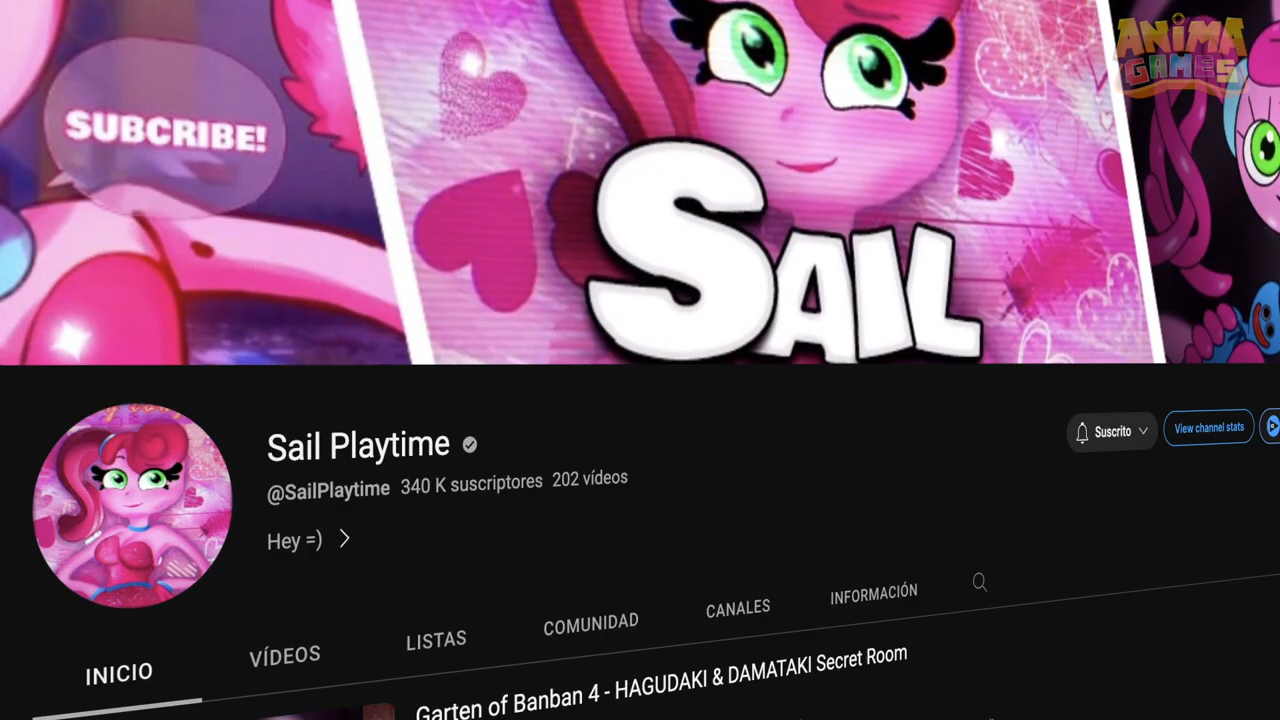 ANIMA
GAMES
SUBCRIBE!
SAIL
Sail Playtime
@SailPlaytime 340 K suscriptores 202 vídeos
Suscrito
View channel stats
Hey =)
INICIO VÍDEOS LISTAS COMUNIDAD CANALES INFORMACIÓN
Garten of Banban 4 - HAGUDAKI & DAMATAKI Secret Room